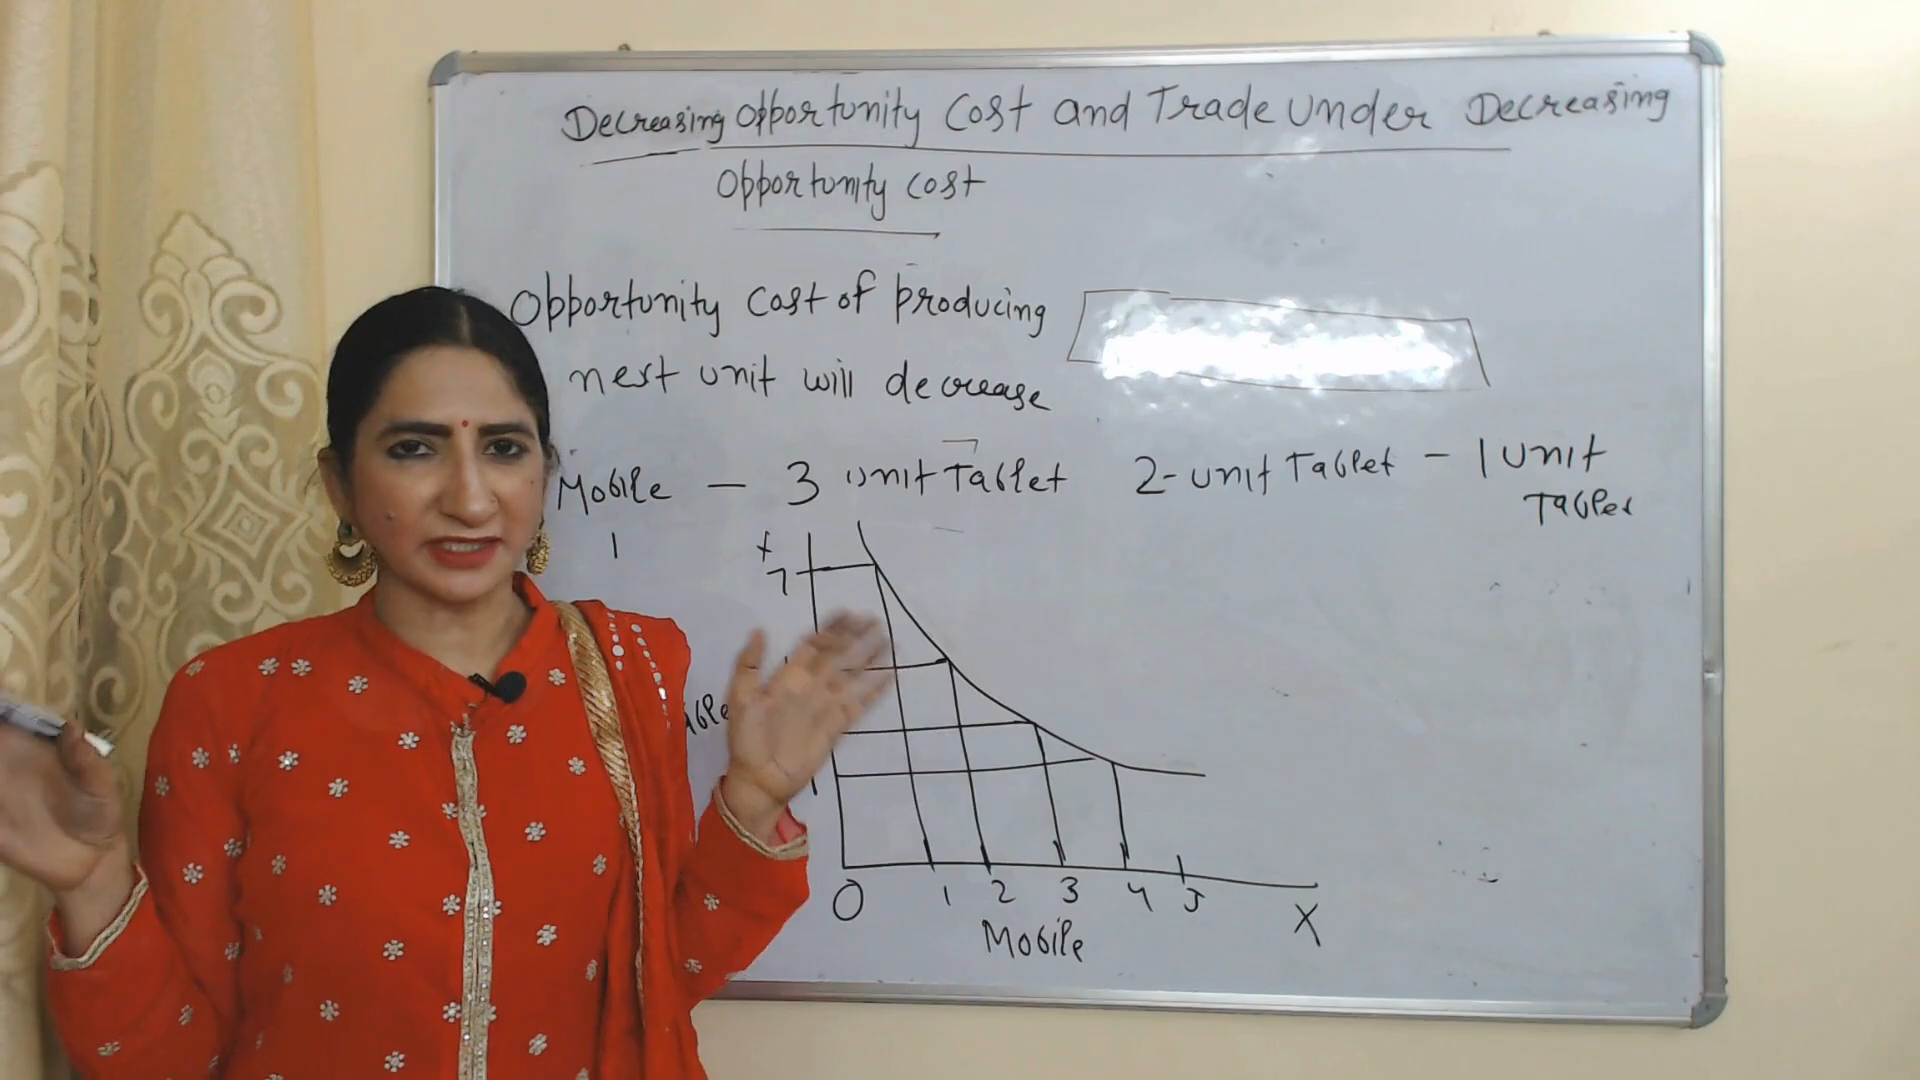 Decreasing opportunity cost and Trade under Decreasing
opportunity cost
opportunity cost of producing
next unit will decrease
Mobile - 3 unit Tablet 2-unit Tablet - 1 unit
Tablet
1
7
0 1 2 3 4 5 X
Mobile